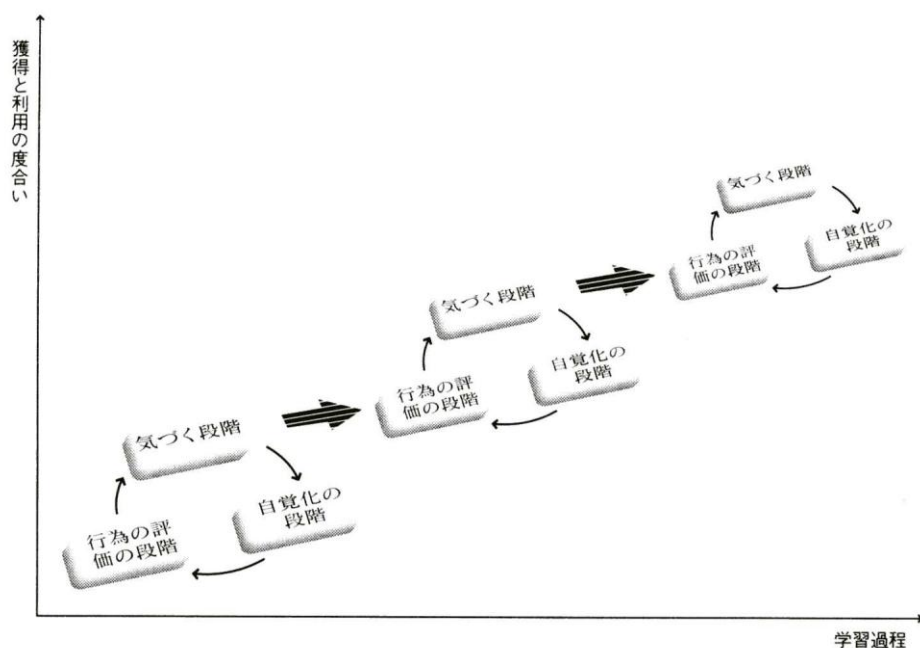 獲得と利用の度合い
気づく段階
自覚化の
段階
行為の評
価の段階
気づく段階
自覚化の
段階
行為の評
価の段階
気づく段階
自覚化の
段階
行為の評
価の段階
学習過程